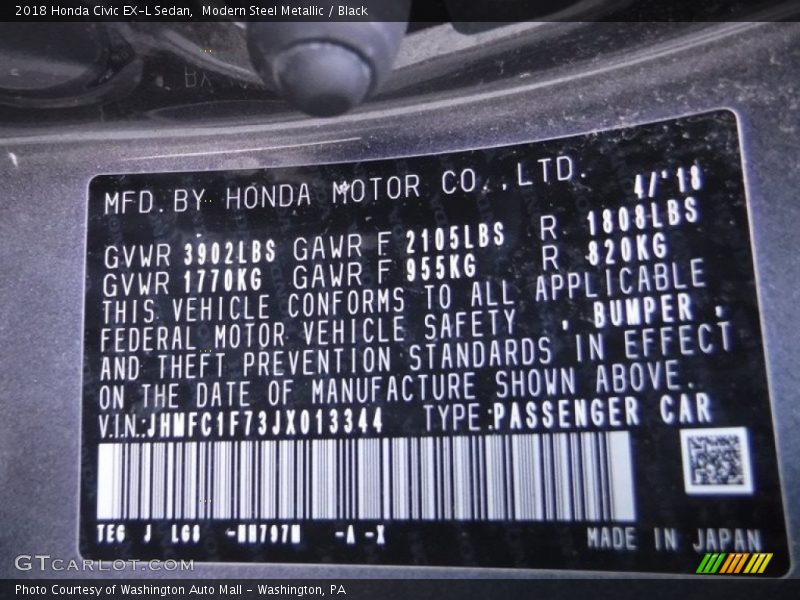 2018 Honda Civic EX-L Sedan, Modern Steel Metallic / Black
MFD. BY HONDA MOTOR CO., LTD. 4/'18
GVWR 3902LBS GAWR F 2105LBS R 1808LBS
GVWR 1770KG GAWR F 955KG R 820KG
THIS VEHICLE CONFORMS TO ALL APPLICABLE
FEDERAL MOTOR VEHICLE SAFETY , BUMPER ,
AND THEFT PREVENTION STANDARDS IN EFFECT
ON THE DATE OF MANUFACTURE SHOWN ABOVE.
V.I.N.:JHMFC1F73JX013344 TYPE:PASSENGER CAR
TEG J LG0 -NH797M -A -X
MADE IN JAPAN
GTCARLOT.COM
Photo Courtesy of Washington Auto Mall - Washington, PA